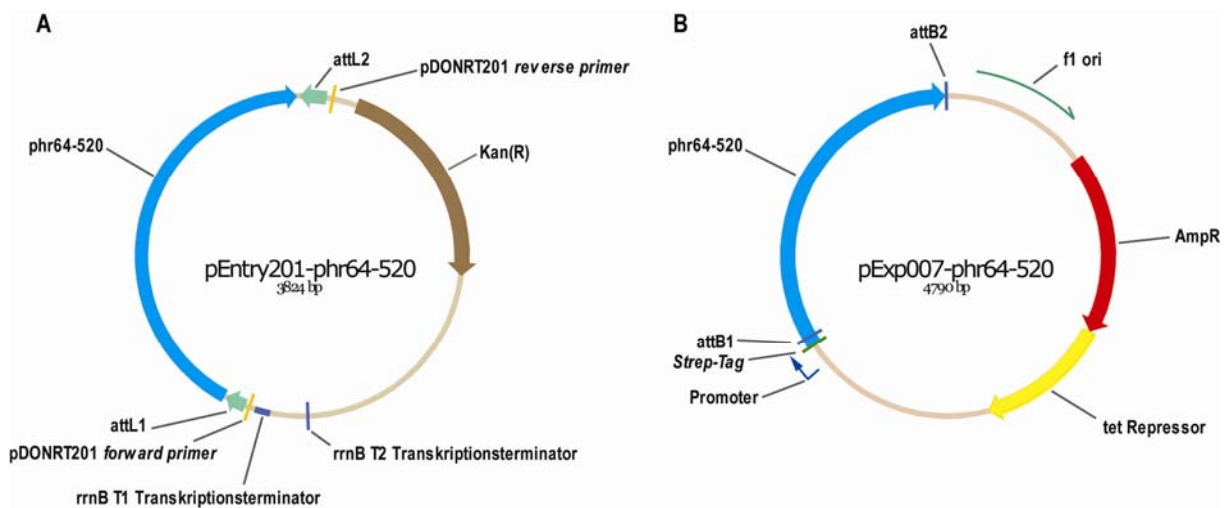 A
attL2
pDONRT201 reverse primer
phr64-520
Kan(R)
pEntry201-phr64-520
3824 bp
attL1
pDONRT201 forward primer
rrnB T2 Transkriptionsterminator
rrnB T1 Transkriptionsterminator
B
attB2
f1 ori
phr64-520
AmpR
pExp007-phr64-520
4790 bp
attB1
Strep-Tag
Promoter
tet Repressor